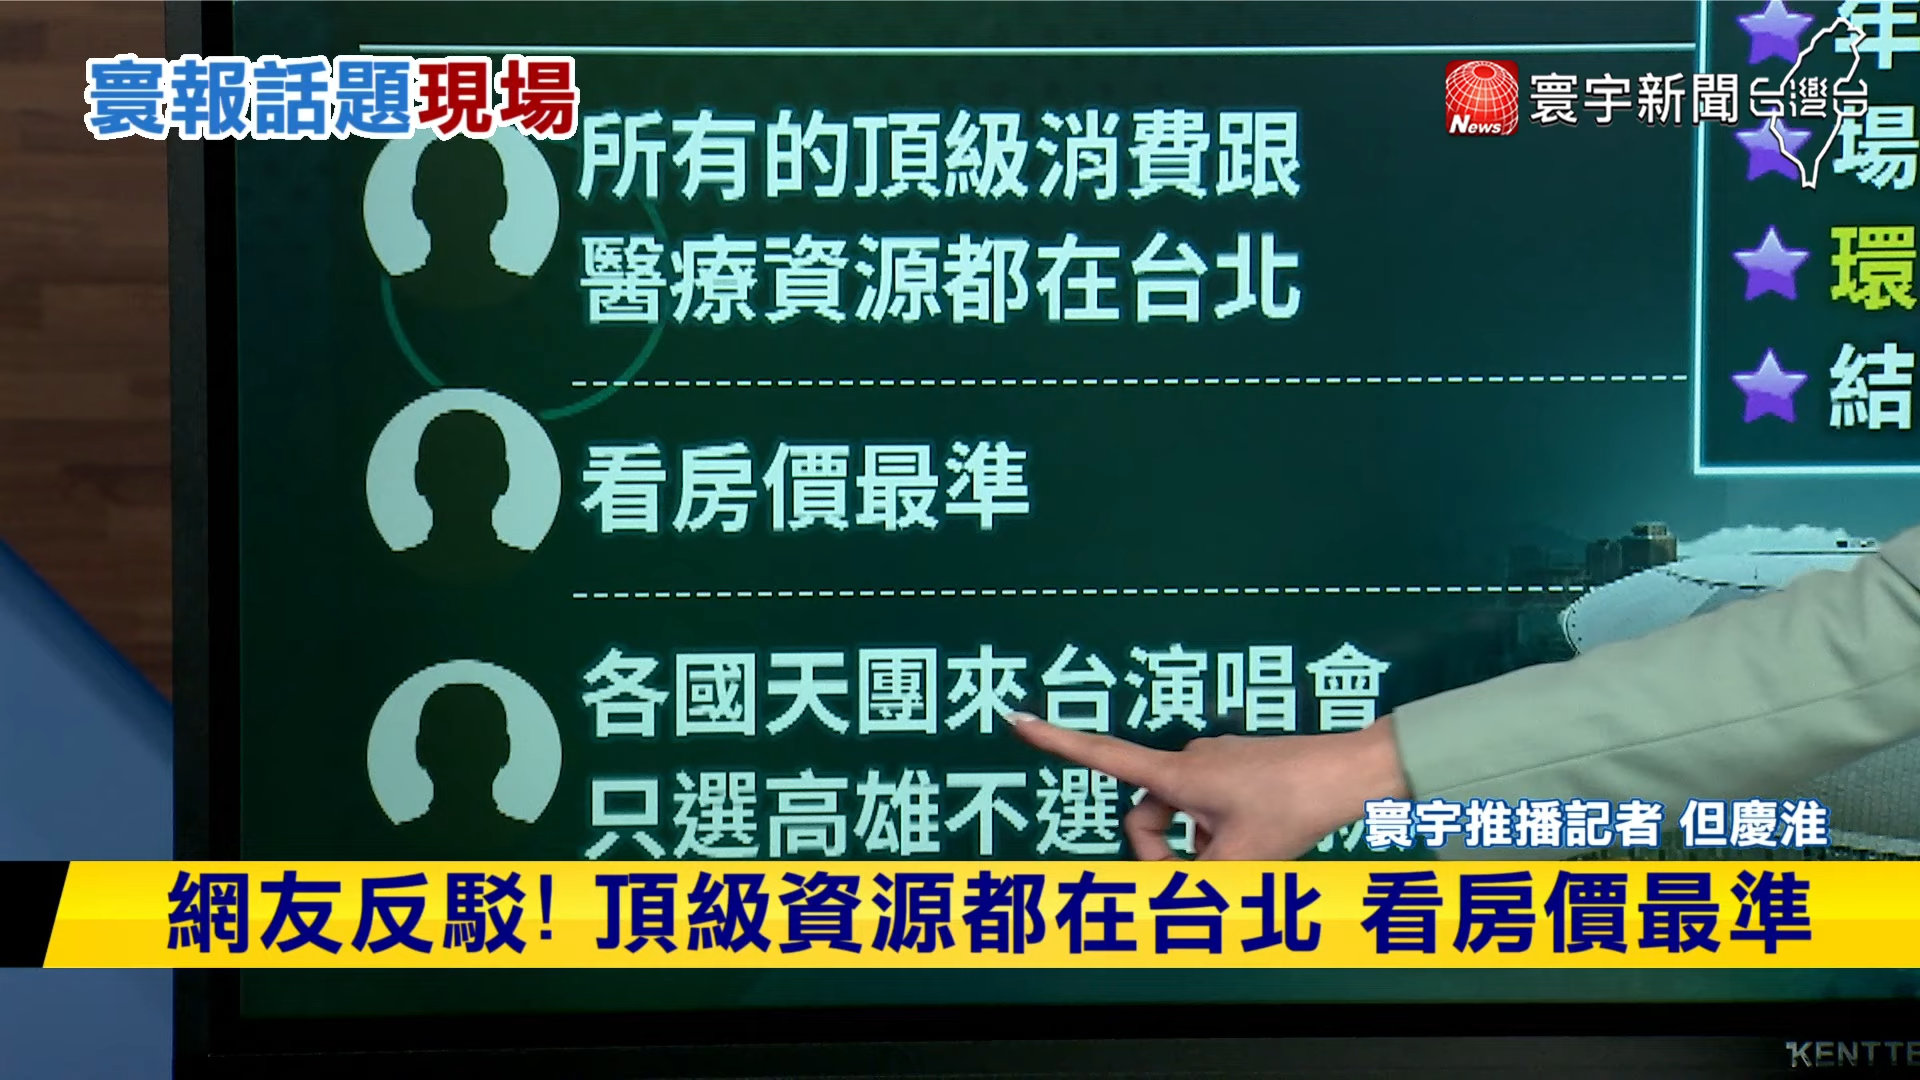 寰報話題現場
News 寰宇新聞 台灣台
所有的頂級消費跟
醫療資源都在台北
看房價最準
各國天團來台演唱會
只選高雄不選
年
場
環
結
寰宇推播記者 但慶淮
網友反駁! 頂級資源都在台北 看房價最準
KENTTE